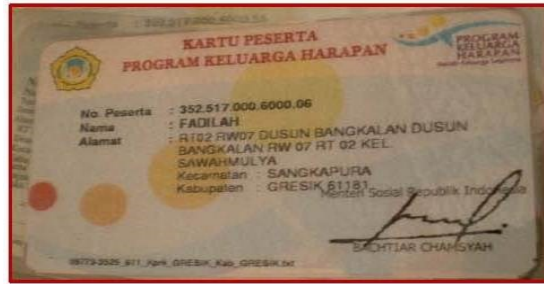 KARTU PESERTA
PROGRAM KELUARGA HARAPAN
PROGRAM
KELUARGA
HARAPAN
No. Peserta : 352.517.000.6000.06
Nama : FADILAH
Alamat : RT02 RW07 DUSUN BANGKALAN DUSUN
BANGKALAN RW 07 RT 02 KEL.
SAWAHMULYA
Kecamatan : SANGKAPURA
Kabupaten : GRESIK 61181
Menteri Sosial Republik Indonesia
BACHTIAR CHAMSYAH